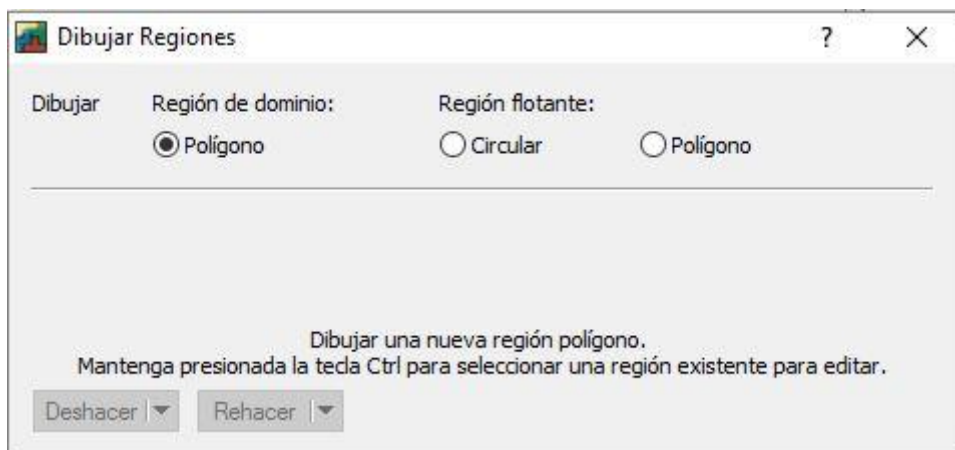 Dibujar Regiones
Dibujar Región de dominio: Región flotante:
Polígono Circular Polígono
Dibujar una nueva región polígono.
Mantenga presionada la tecla Ctrl para seleccionar una región existente para editar.
Deshacer Rehacer